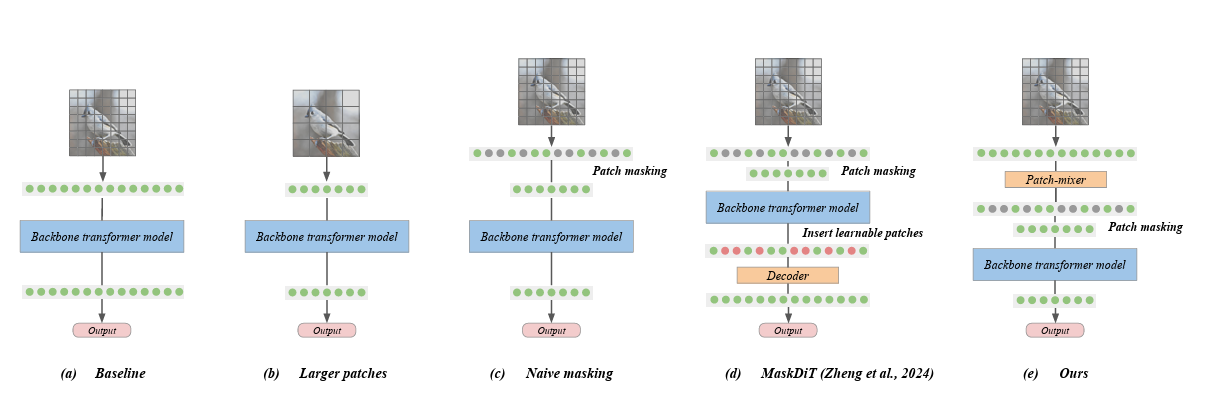 Patch masking
Backbone transformer model
Output
(a) Baseline
Backbone transformer model
Output
(b) Larger patches
Patch masking
Backbone transformer model
Output
(c) Naive masking
Patch masking
Backbone transformer model
Insert learnable patches
Decoder
Output
(d) MaskDiT (Zheng et al., 2024)
Patch-mixer
Patch masking
Backbone transformer model
Output
(e) Ours